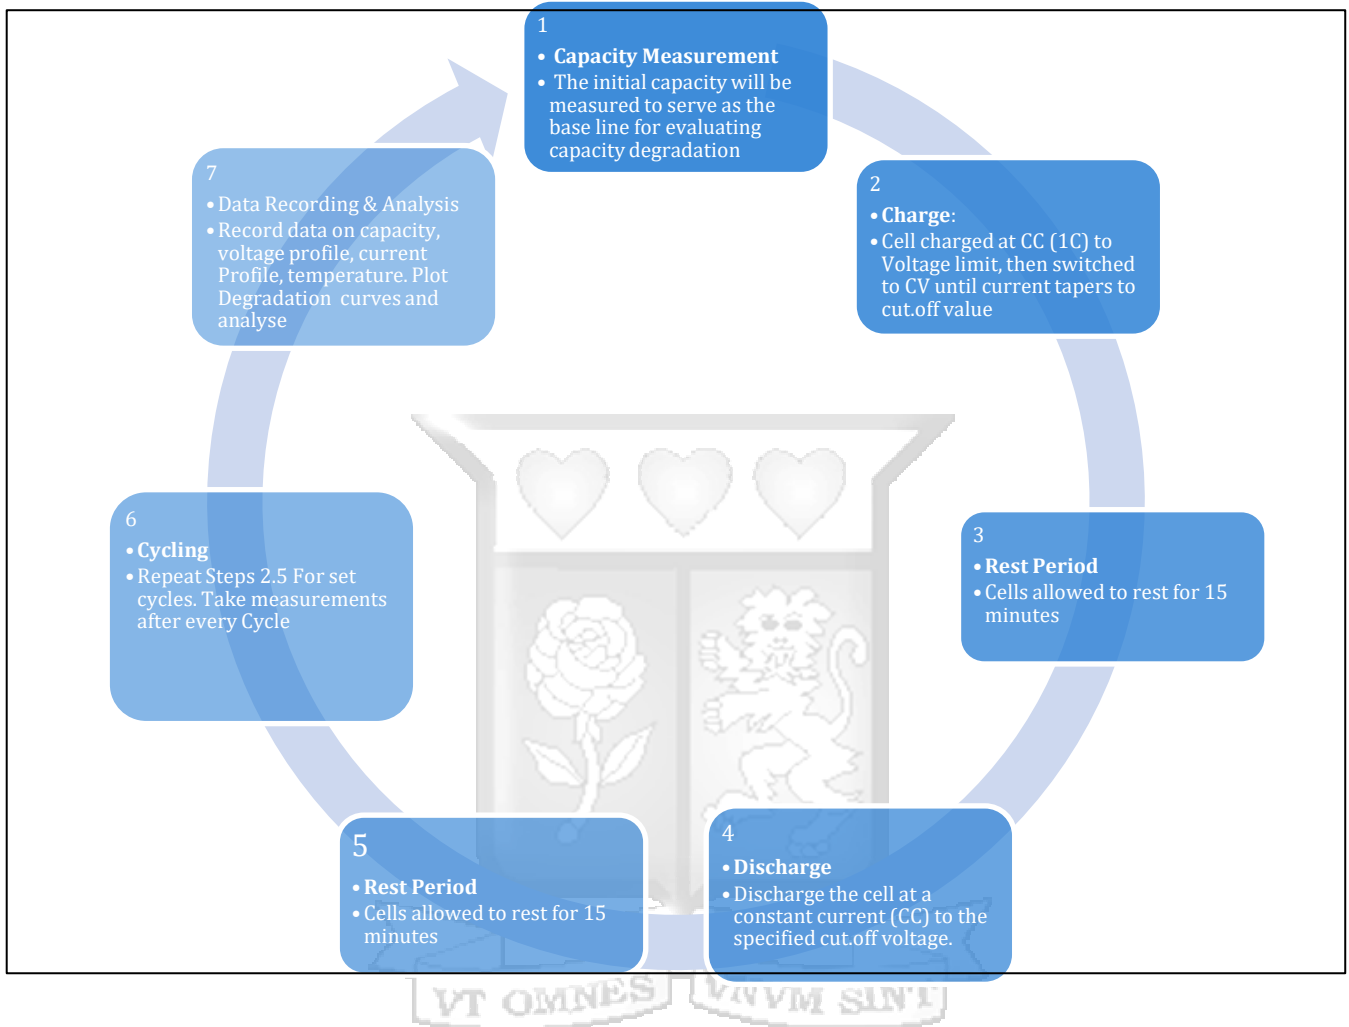 1
• Capacity Measurement
• The initial capacity will be
measured to serve as the
base line for evaluating
capacity degradation
2
• Charge:
• Cell charged at CC (1C) to
Voltage limit, then switched
to CV until current tapers to
cut.off value
3
• Rest Period
• Cells allowed to rest for 15
minutes
4
• Discharge
• Discharge the cell at a
constant current (CC) to the
specified cut.off voltage.
5
• Rest Period
• Cells allowed to rest for 15
minutes
6
• Cycling
• Repeat Steps 2.5 For set
cycles. Take measurements
after every Cycle
7
• Data Recording & Analysis
• Record data on capacity,
voltage profile, current
Profile, temperature. Plot
Degradation curves and
analyse
VT OMNES VNVM SINT